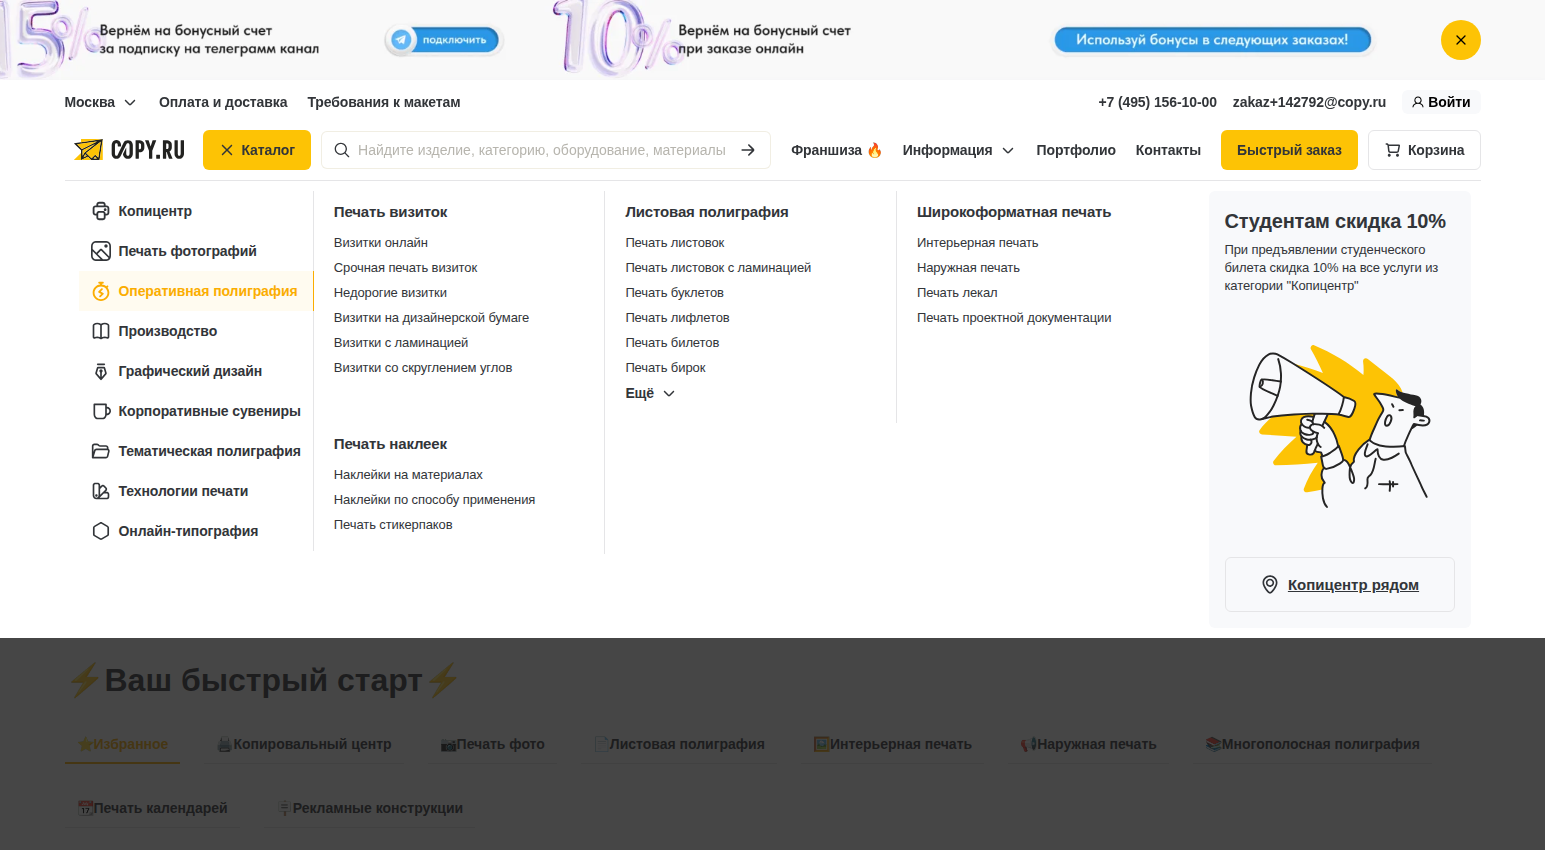 15%
Вернём на бонусный счет
за подписку на телеграмм канал
подключить
10%
Вернём на бонусный счет
при заказе онлайн
Используй бонусы в следующих заказах!
Москва
Оплата и доставка
Требования к макетам
+7 (495) 156-10-00
zakaz+142792@copy.ru
Войти
COPY.RU
Каталог
Найдите изделие, категорию, оборудование, материалы
Франшиза 🔥
Информация
Портфолио
Контакты
Быстрый заказ
Корзина
Копицентр
Печать фотографий
Оперативная полиграфия
Производство
Графический дизайн
Корпоративные сувениры
Тематическая полиграфия
Технологии печати
Онлайн-типография
Печать визиток
Визитки онлайн
Срочная печать визиток
Недорогие визитки
Визитки на дизайнерской бумаге
Визитки с ламинацией
Визитки со скруглением углов
Листовая полиграфия
Печать листовок
Печать листовок с ламинацией
Печать буклетов
Печать лифлетов
Печать билетов
Печать бирок
Ещё
Широкоформатная печать
Интерьерная печать
Наружная печать
Печать лекал
Печать проектной документации
Печать наклеек
Наклейки на материалах
Наклейки по способу применения
Печать стикерпаков
Студентам скидка 10%
При предъявлении студенческого
билета скидка 10% на все услуги из
категории "Копицентр"
Копицентр рядом
⚡Ваш быстрый старт⚡
⭐Избранное
🖨️Копировальный центр
📷Печать фото
📄Листовая полиграфия
🖼️Интерьерная печать
📢Наружная печать
📚Многополосная полиграфия
📆Печать календарей
🪧Рекламные конструкции